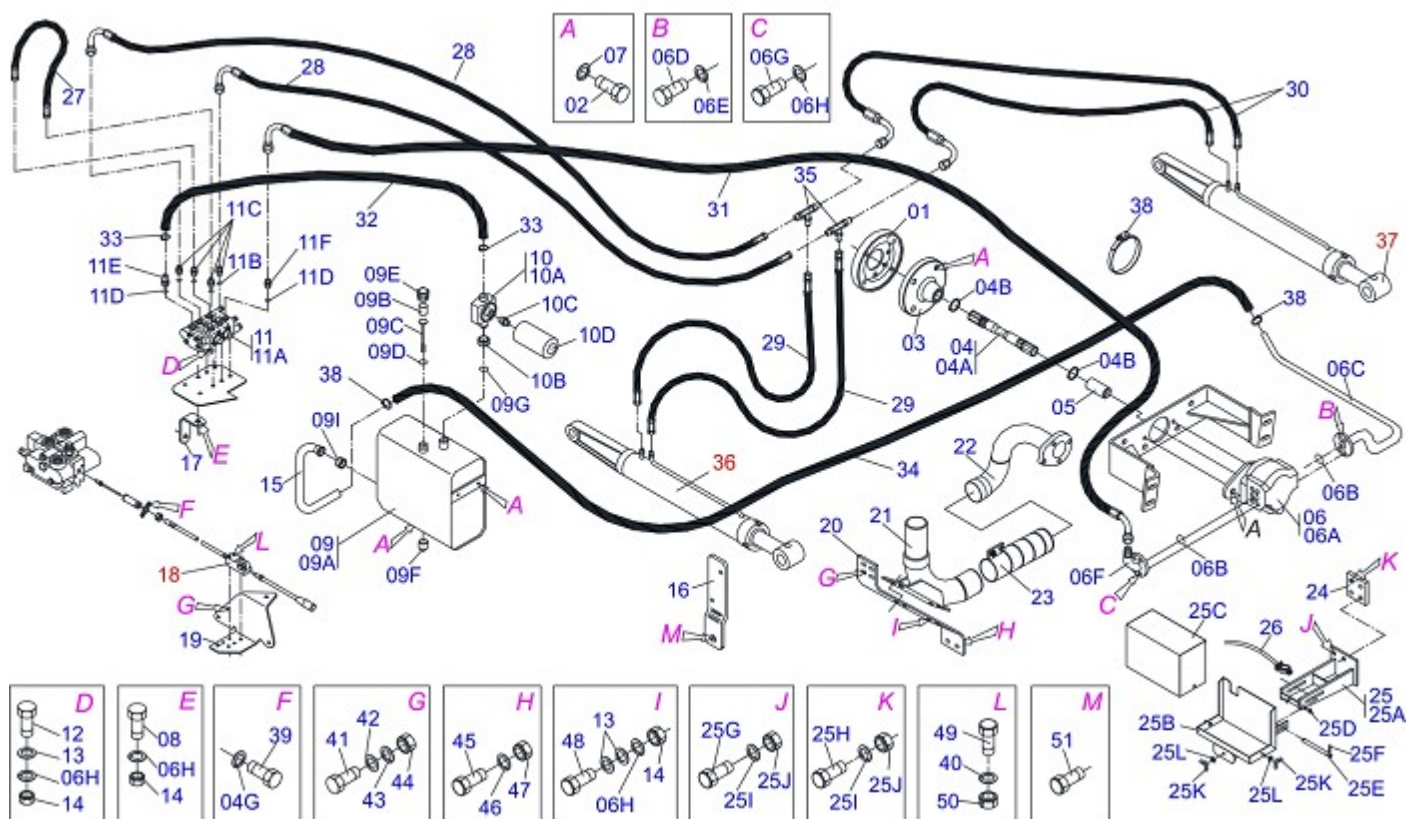 A
B
C
07
02
06D
06E
06G
06H
27
28
28
30
31
32
33
11C
11F
11B
11D
11E
11D
11
11A
D
17
E
33
10
10A
10C
10D
10B
09E
09B
09C
09D
09G
38
09I
15
09
09A
A
A
09F
35
01
A
04B
03
04
04A
04B
05
38
37
38
29
29
34
36
06C
B
06B
06
06A
A
06B
06F
C
22
21
20
G
23
I
H
16
M
F
L
18
G
19
K
24
25C
J
26
25
25A
25B
25D
25F
25L
25K
25L
25K
25E
D
12
13
06H
14
E
08
06H
14
F
39
04G
G
42
41
43
44
H
45
46
47
I
13
48
06H
14
J
25G
25I
25J
K
25H
25I
25J
L
49
40
50
M
51